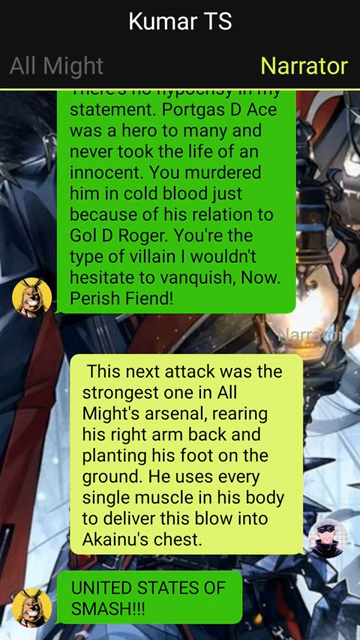 Kumar TS
All Might
Narrator
There's no hypocrisy in my
statement. Portgas D Ace
was a hero to many and
never took the life of an
innocent. You murdered
him in cold blood just
because of his relation to
Gol D Roger. You're the
type of villain I wouldn't
hesitate to vanquish, Now.
Perish Fiend!
Narrator
This next attack was the
strongest one in All
Might's arsenal, rearing
his right arm back and
planting his foot on the
ground. He uses every
single muscle in his body
to deliver this blow into
Akainu's chest.
UNITED STATES OF
SMASH!!!